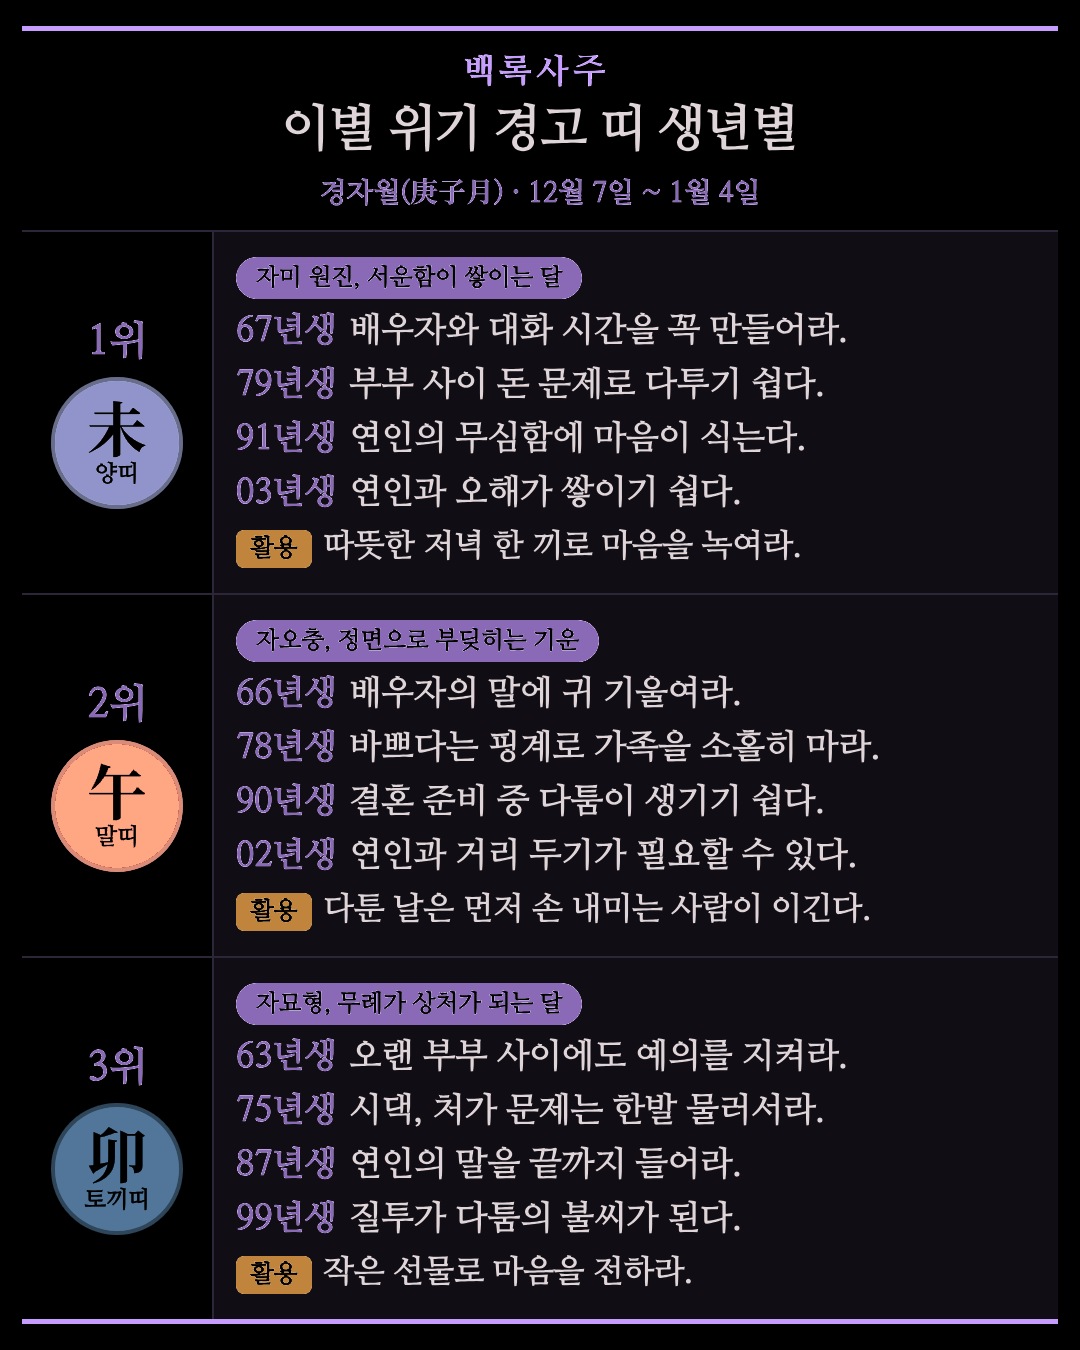 백록사주
이별 위기 경고 띠 생년별
경자월(庚子月) · 12월 7일 ~ 1월 4일
1위
未
양띠
자미 원진, 서운함이 쌓이는 달
67년생 배우자와 대화 시간을 꼭 만들어라.
79년생 부부 사이 돈 문제로 다투기 쉽다.
91년생 연인의 무심함에 마음이 식는다.
03년생 연인과 오해가 쌓이기 쉽다.
활용 따뜻한 저녁 한 끼로 마음을 녹여라.
2위
午
말띠
자오충, 정면으로 부딪히는 기운
66년생 배우자의 말에 귀 기울여라.
78년생 바쁘다는 핑계로 가족을 소홀히 마라.
90년생 결혼 준비 중 다툼이 생기기 쉽다.
02년생 연인과 거리 두기가 필요할 수 있다.
활용 다툰 날은 먼저 손 내미는 사람이 이긴다.
3위
卯
토끼띠
자묘형, 무례가 상처가 되는 달
63년생 오랜 부부 사이에도 예의를 지켜라.
75년생 시댁, 처가 문제는 한발 물러서라.
87년생 연인의 말을 끝까지 들어라.
99년생 질투가 다툼의 불씨가 된다.
활용 작은 선물로 마음을 전하라.